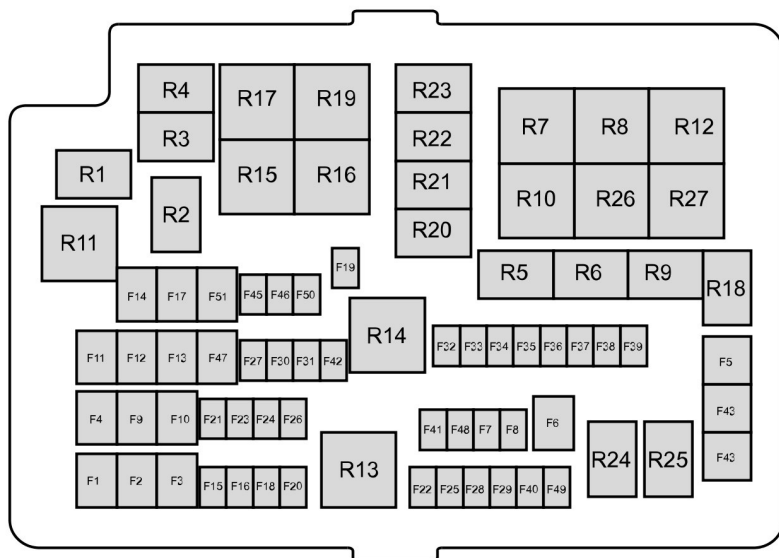 R4 R17 R19 R23 R7 R8 R12
R3 R22
R1 R15 R16 R21
R2 R20 R10 R26 R27
R11
F19 R5 R6 R9 R18
F14 F17 F51 F45 F46 F50
R14
F11 F12 F13 F47 F27 F30 F31 F42 F32 F33 F34 F35 F36 F37 F38 F39 F5
F4 F9 F10 F21 F23 F24 F26 F41 F48 F7 F8 F6 F43
R13 R24 R25 F43
F1 F2 F3 F15 F16 F18 F20 F22 F25 F28 F29 F40 F49